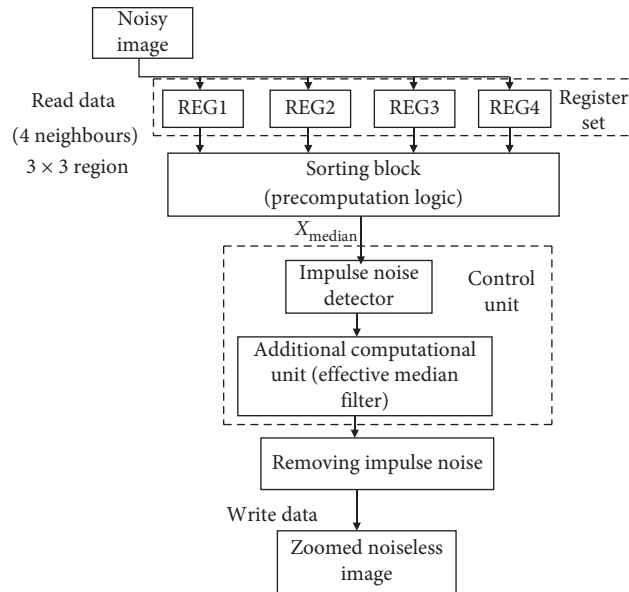 Noisy
image
Read data
(4 neighbours)
3 × 3 region
REG1
REG2
REG3
REG4
Register
set
Sorting block
(precomputation logic)
Xmedian
Impulse noise
detector
Control
unit
Additional computational
unit (effective median
filter)
Removing impulse noise
Write data
Zoomed noiseless
image